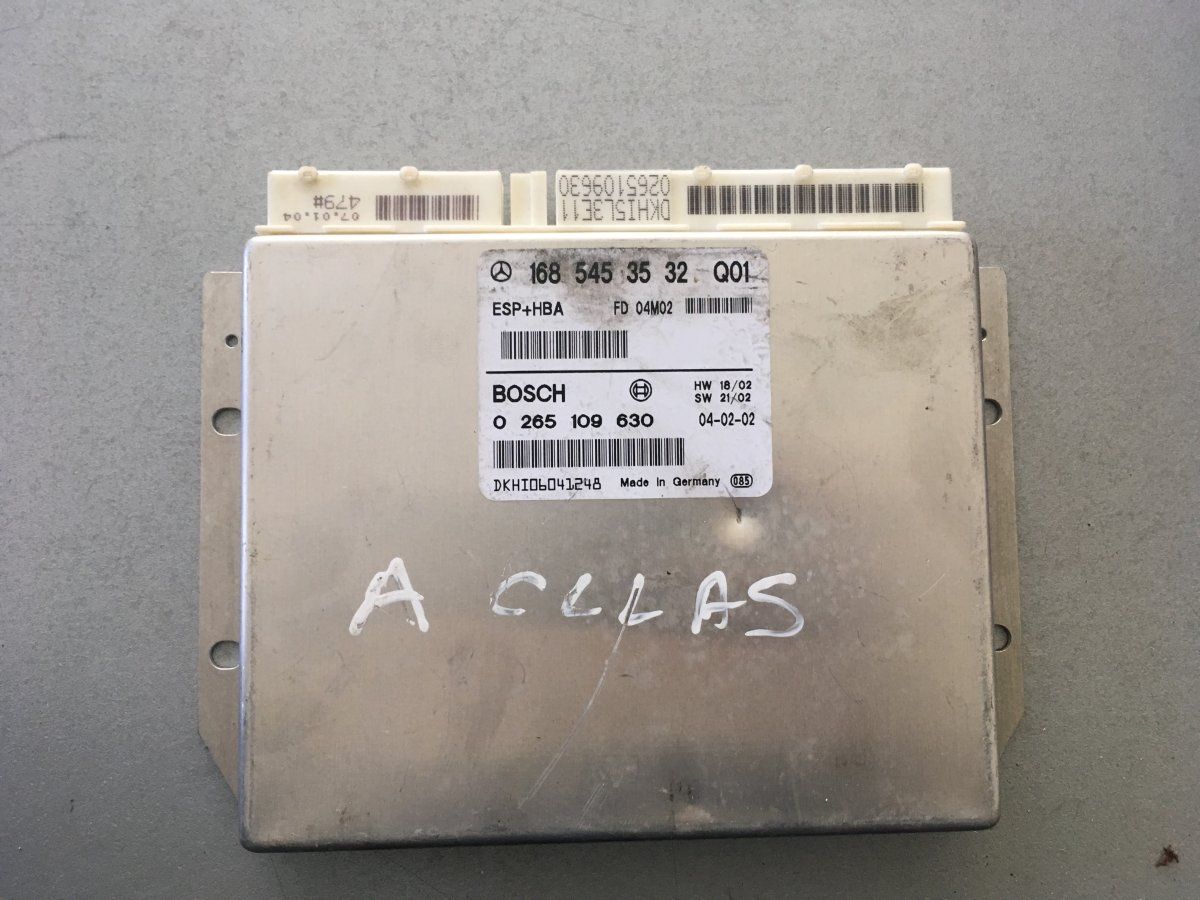 07.01.04
479#
DKHI5L3E11
0265109630
168 545 35 32 Q01
ESP+HBA FD 04M02
BOSCH HW 18/02
SW 21/02
0 265 109 630 04-02-02
DKHI06041248 Made in Germany 085
A CLLAS